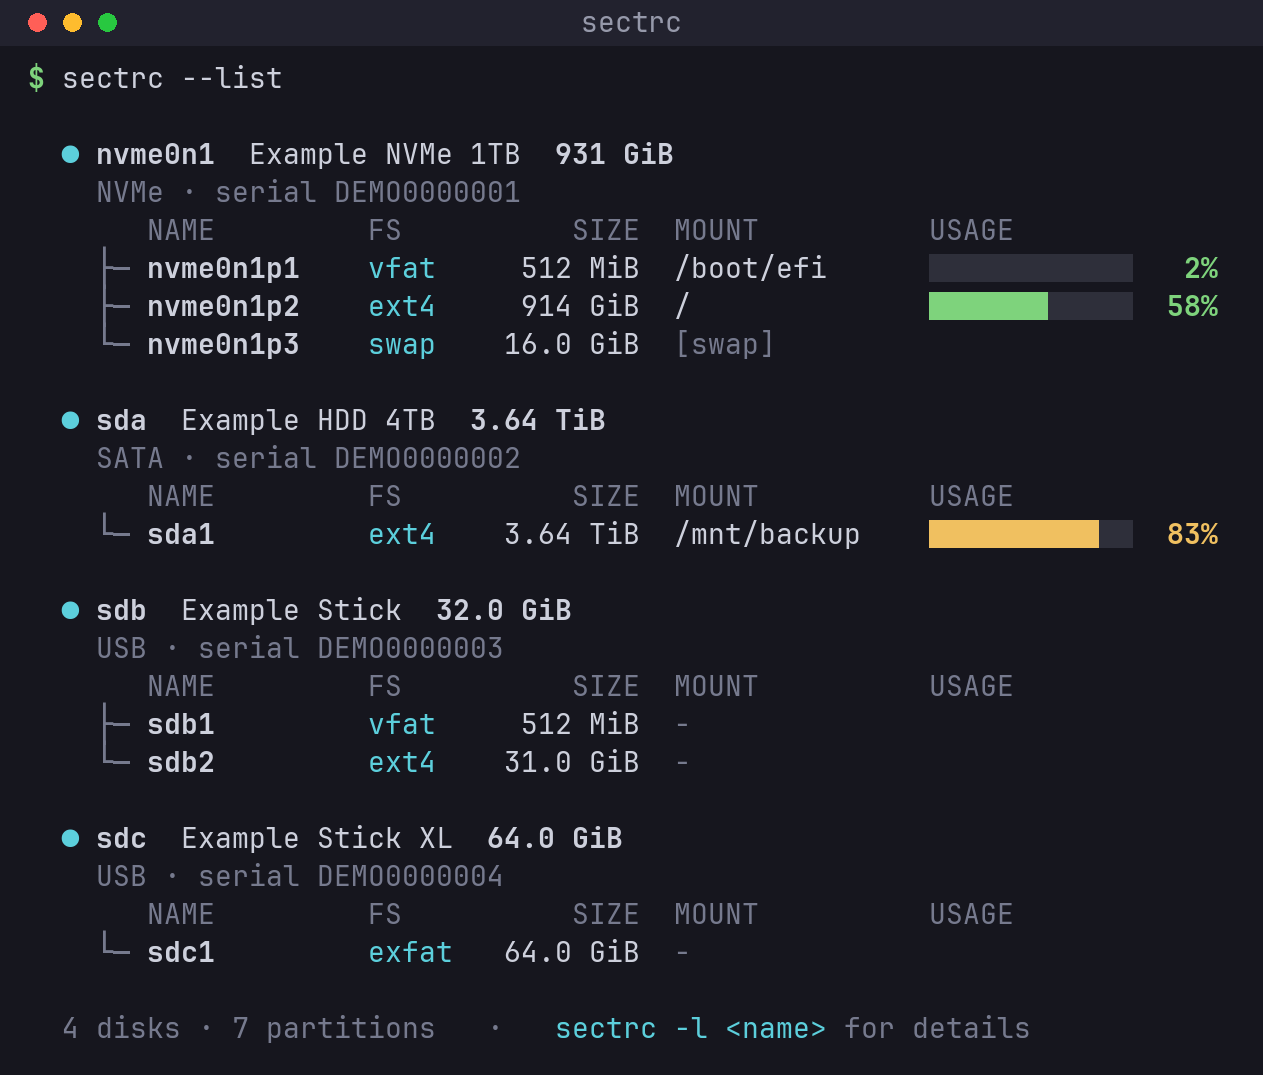 sectrc
$ sectrc --list
● nvme0n1  Example NVMe 1TB  931 GiB
NVMe · serial DEMO0000001
NAME         FS          SIZE  MOUNT          USAGE
├─ nvme0n1p1    vfat     512 MiB  /boot/efi    2%
├─ nvme0n1p2    ext4     914 GiB  /    58%
└─ nvme0n1p3    swap    16.0 GiB  [swap]
● sda  Example HDD 4TB  3.64 TiB
SATA · serial DEMO0000002
NAME         FS          SIZE  MOUNT          USAGE
└─ sda1         ext4    3.64 TiB  /mnt/backup    83%
● sdb  Example Stick  32.0 GiB
USB · serial DEMO0000003
NAME         FS          SIZE  MOUNT          USAGE
├─ sdb1         vfat     512 MiB  -
└─ sdb2         ext4    31.0 GiB  -
● sdc  Example Stick XL  64.0 GiB
USB · serial DEMO0000004
NAME         FS          SIZE  MOUNT          USAGE
└─ sdc1         exfat   64.0 GiB  -
4 disks · 7 partitions   ·   sectrc -l <name> for details